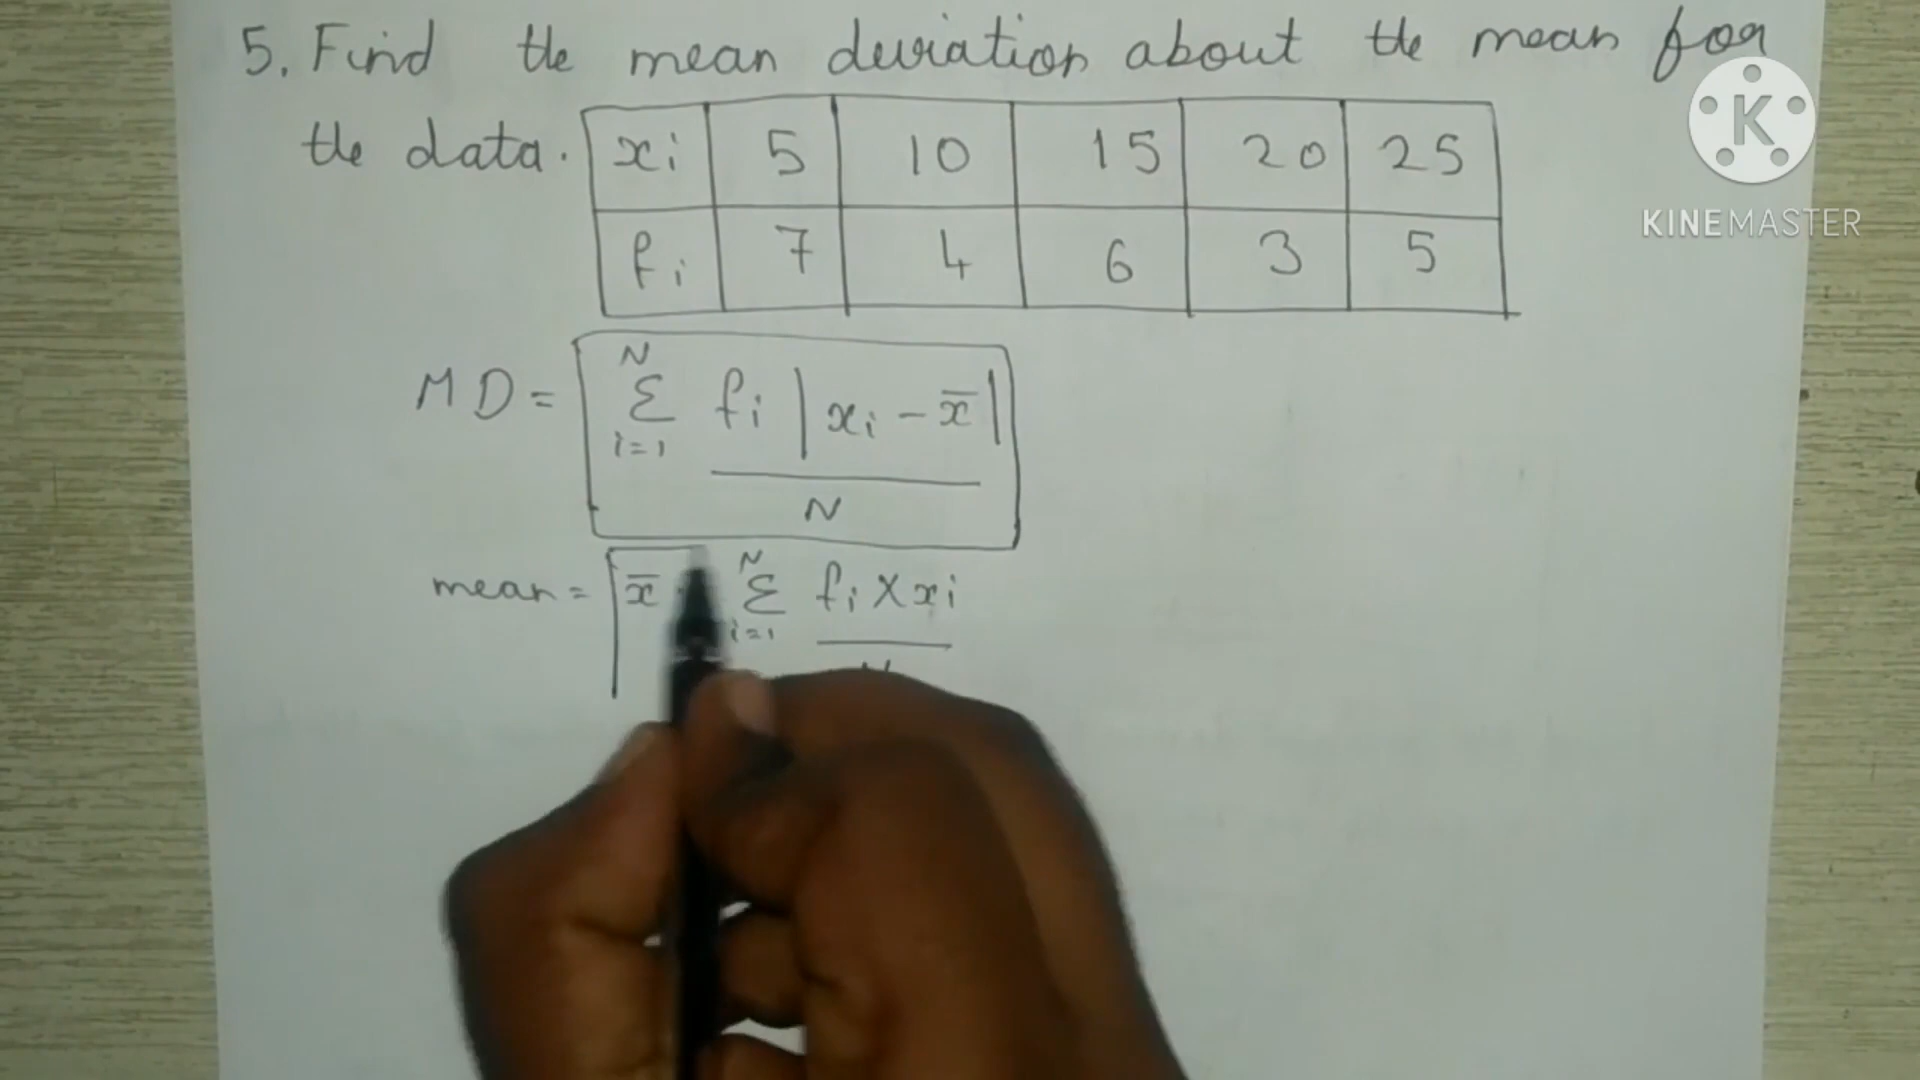 5. Find the mean deviation about the mean for
the data.
xi 5 10 15 20 25
fi 7 4 6 3 5
MD = N Σ i=1 fi |xi - x̄| / N
mean = x̄ N Σ i=1 fi × xi
K
KINEMASTER